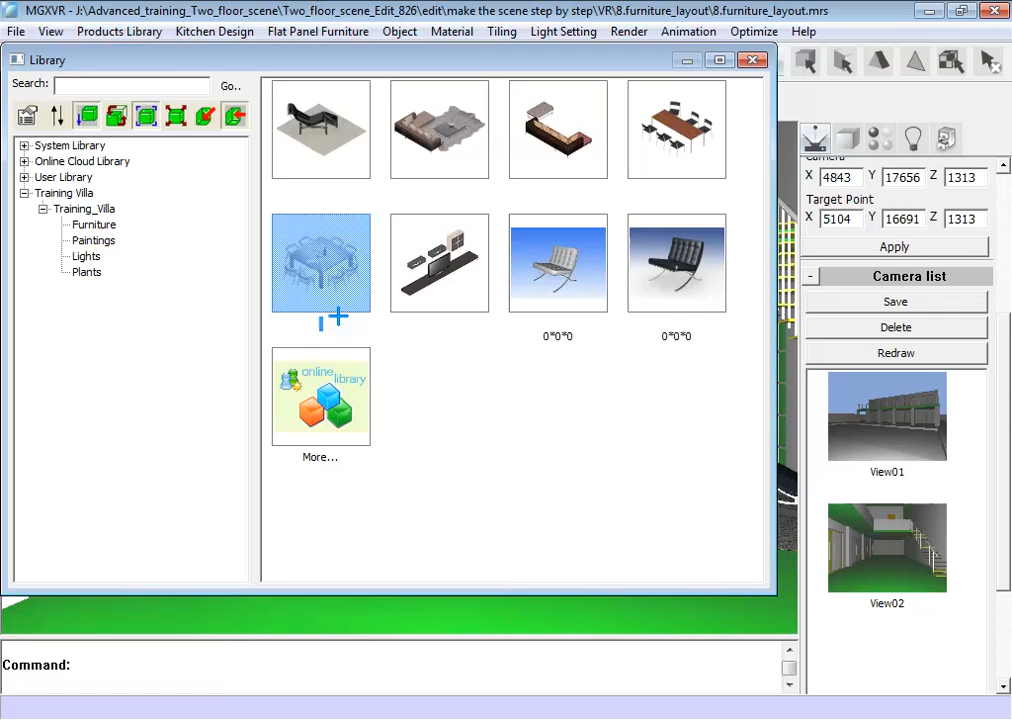 MGXVR - J:\Advanced_training_Two_floor_scene\Two_floor_scene_Edit_826\edit\make the scene step by step\VR\8.furniture_layout\8.furniture_layout.mrs
File View Products Library Kitchen Design Flat Panel Furniture Object Material Tiling Light Setting Render Animation Optimize Help
Library
Search: Go..
System Library
Online Cloud Library
User Library
Training Villa
Training_Villa
Furniture
Paintings
Lights
Plants
0*0*0 0*0*0
online library
More...
Camera
X 4843 Y 17656 Z 1313
Target Point
X 5104 Y 16691 Z 1313
Apply
- Camera list
Save
Delete
Redraw
View01
View02
Command: